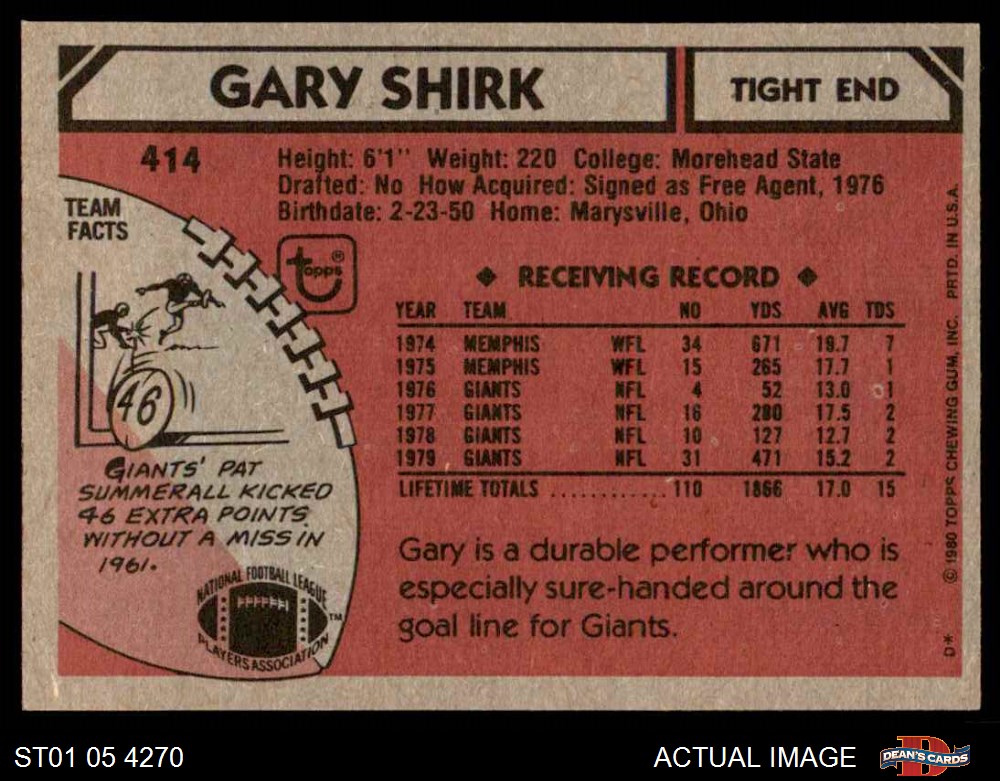 GARY SHIRK
TIGHT END
414
Height: 6'1" Weight: 220 College: Morehead State
Drafted: No How Acquired: Signed as Free Agent, 1976
Birthdate: 2-23-50 Home: Marysville, Ohio
TEAM
FACTS
46
GIANTS' PAT
SUMMERALL KICKED
46 EXTRA POINTS
WITHOUT A MISS IN
1961.
topps®
◆ RECEIVING RECORD ◆
YEAR TEAM NO YDS AVG TDS
1974 MEMPHIS WFL 34 671 19.7 7
1975 MEMPHIS WFL 15 265 17.7 1
1976 GIANTS NFL 4 52 13.0 1
1977 GIANTS NFL 16 280 17.5 2
1978 GIANTS NFL 10 127 12.7 2
1979 GIANTS NFL 31 471 15.2 2
LIFETIME TOTALS ............ 110 1866 17.0 15
Gary is a durable performer who is
especially sure-handed around the
goal line for Giants.
NATIONAL FOOTBALL LEAGUE
PLAYERS ASSOCIATION
™
D* © 1980 TOPPS CHEWING GUM, INC. PRTD. IN U.S.A.
ST01 05 4270
ACTUAL IMAGE
DEAN'S CARDS